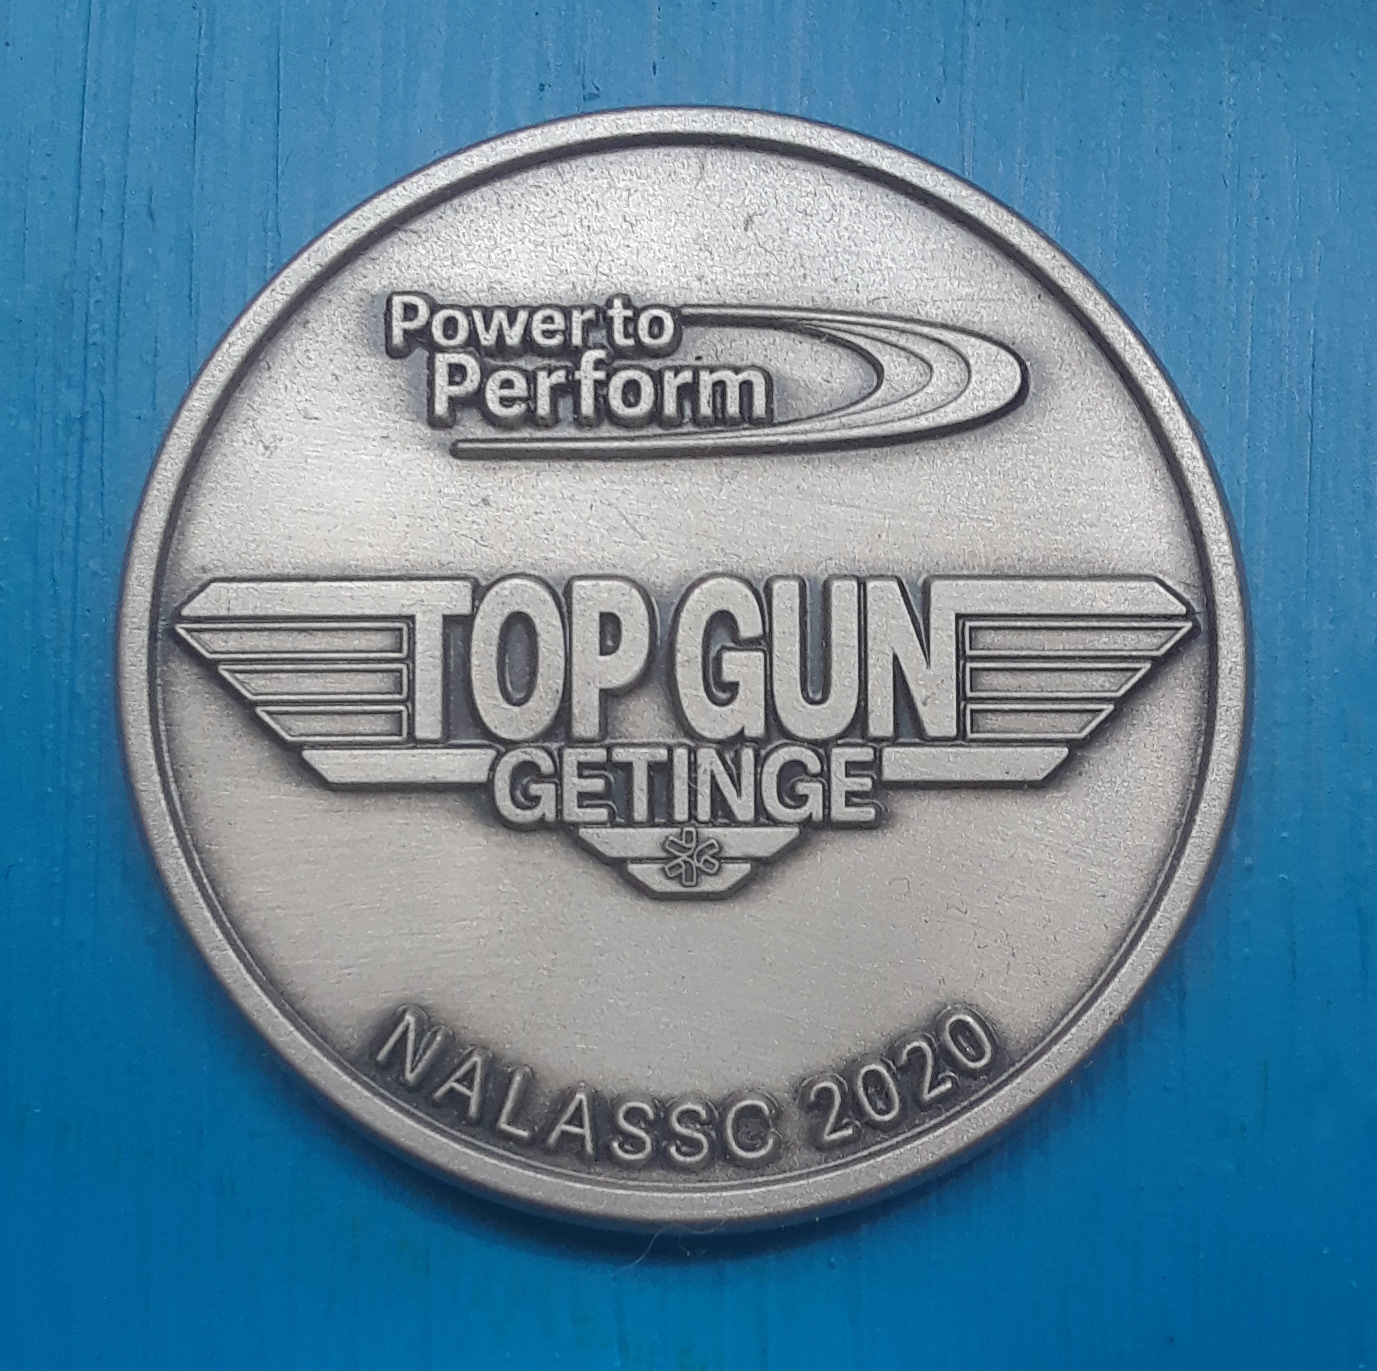 Power to
Perform
TOP GUN
GETINGE
NALASSC 2020